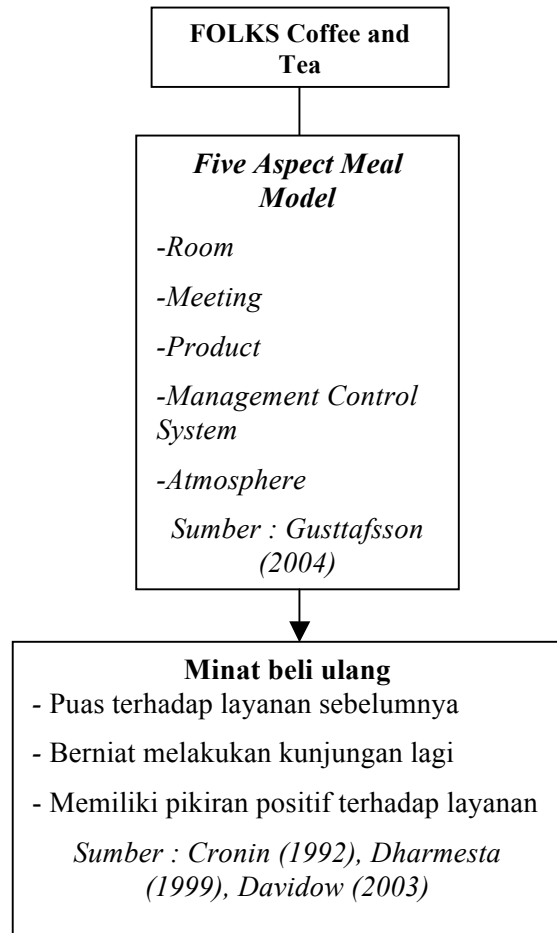 FOLKS Coffee and
Tea
Five Aspect Meal
Model
-Room
-Meeting
-Product
-Management Control
System
-Atmosphere
Sumber : Gusttafsson
(2004)
Minat beli ulang
- Puas terhadap layanan sebelumnya
- Berniat melakukan kunjungan lagi
- Memiliki pikiran positif terhadap layanan
Sumber : Cronin (1992), Dharmesta
(1999), Davidow (2003)